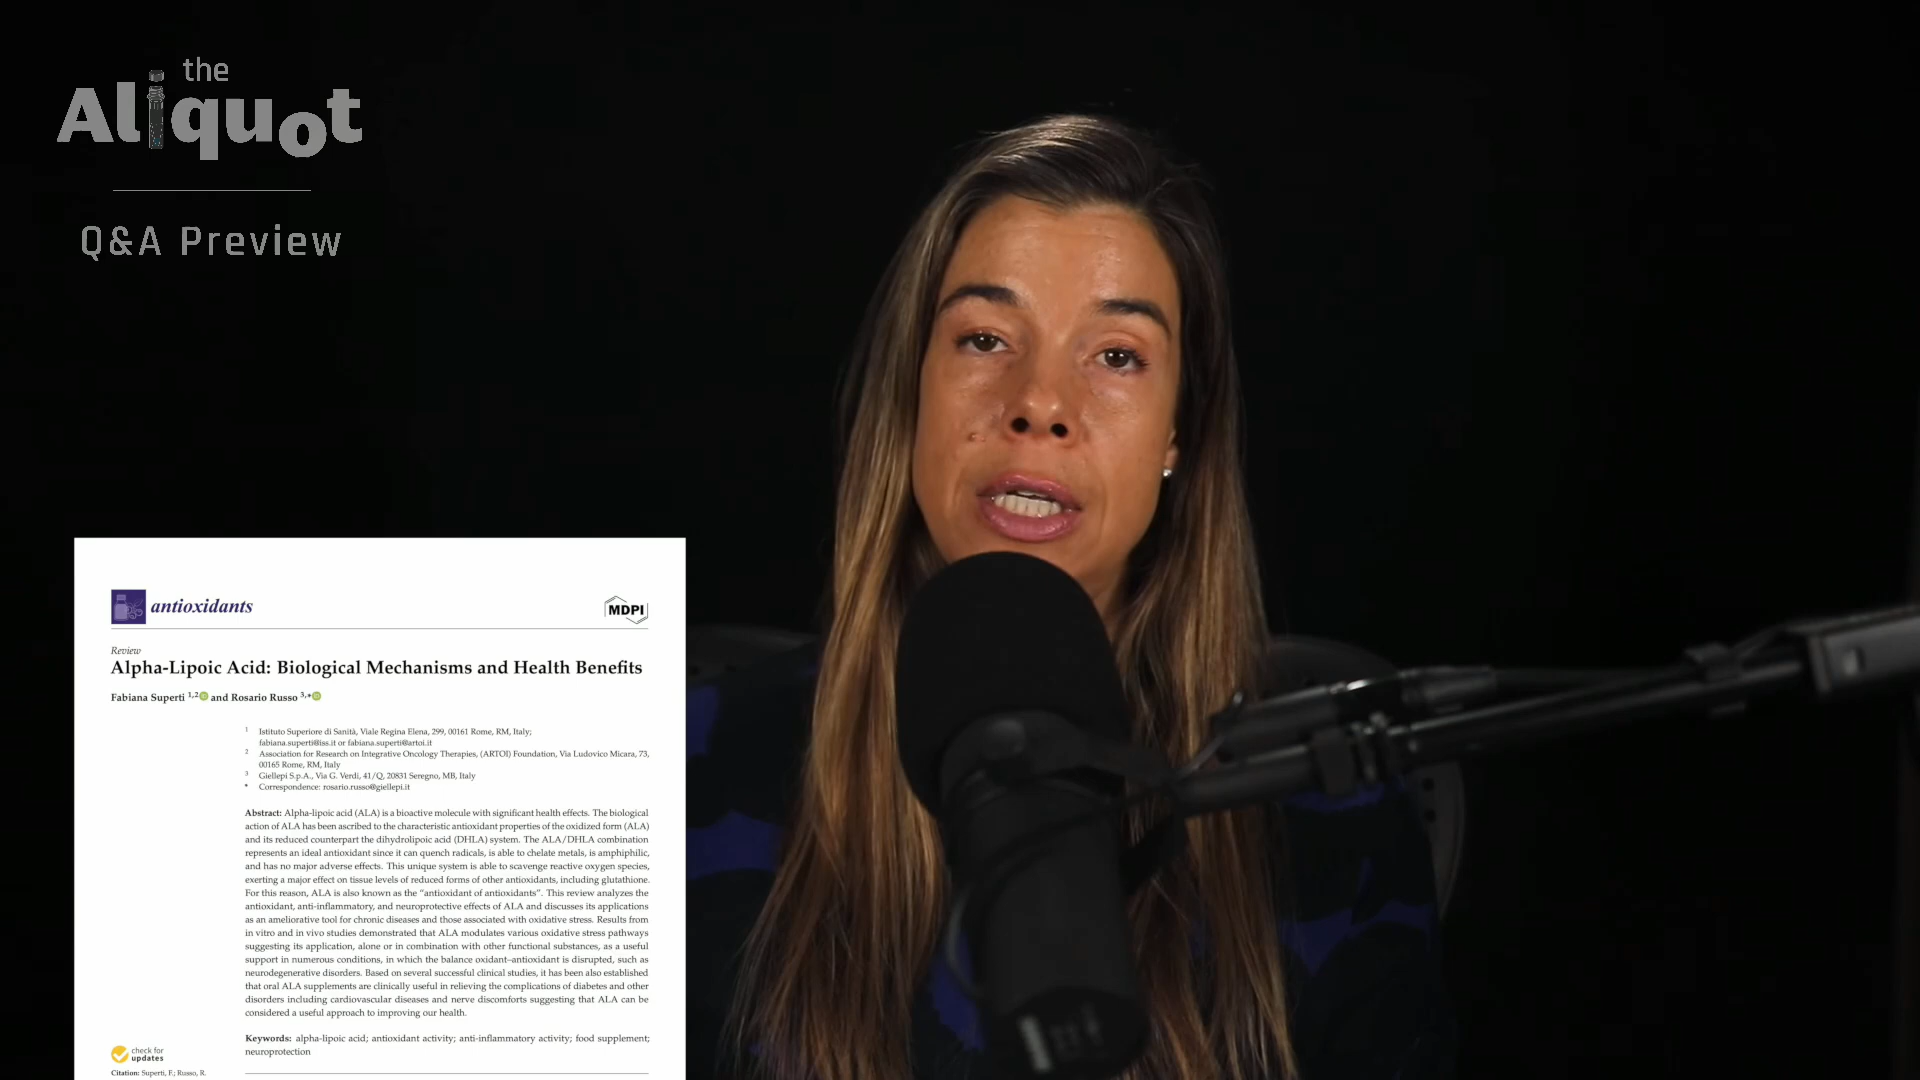 the
Aliquot
Q&A Preview
antioxidants
MDPI
Review
Alpha-Lipoic Acid: Biological Mechanisms and Health Benefits
Fabiana Superti 1,2 and Rosario Russo 3,*
1 Istituto Superiore di Sanità, Viale Regina Elena, 299, 00161 Rome, RM, Italy;
fabiana.superti@iss.it or fabiana.superti@artoi.it
2 Association for Research on Integrative Oncology Therapies, (ARTOI) Foundation, Via Ludovico Micara, 73,
00165 Rome, RM, Italy
3 Giellepi S.p.A., Via G. Verdi, 41/Q, 20831 Seregno, MB, Italy
* Correspondence: rosario.russo@giellepi.it
Abstract: Alpha-lipoic acid (ALA) is a bioactive molecule with significant health effects. The biological
action of ALA has been ascribed to the characteristic antioxidant properties of the oxidized form (ALA)
and its reduced counterpart the dihydrolipoic acid (DHLA) system. The ALA/DHLA combination
represents an ideal antioxidant since it can quench radicals, is able to chelate metals, is amphiphilic,
and has no major adverse effects. This unique system is able to scavenge reactive oxygen species,
exerting a major effect on tissue levels of reduced forms of other antioxidants, including glutathione.
For this reason, ALA is also known as the “antioxidant of antioxidants”. This review analyzes the
antioxidant, anti-inflammatory, and neuroprotective effects of ALA and discusses its applications
as an ameliorative tool for chronic diseases and those associated with oxidative stress. Results from
in vitro and in vivo studies demonstrated that ALA modulates various oxidative stress pathways
suggesting its application, alone or in combination with other functional substances, as a useful
support in numerous conditions, in which the balance oxidant–antioxidant is disrupted, such as
neurodegenerative disorders. Based on several successful clinical studies, it has been also established
that oral ALA supplements are clinically useful in relieving the complications of diabetes and other
disorders including cardiovascular diseases and nerve discomforts suggesting that ALA can be
considered a useful approach to improving our health.
Keywords: alpha-lipoic acid; antioxidant activity; anti-inflammatory activity; food supplement;
neuroprotection
check for
updates
Citation: Superti, F.; Russo, R.